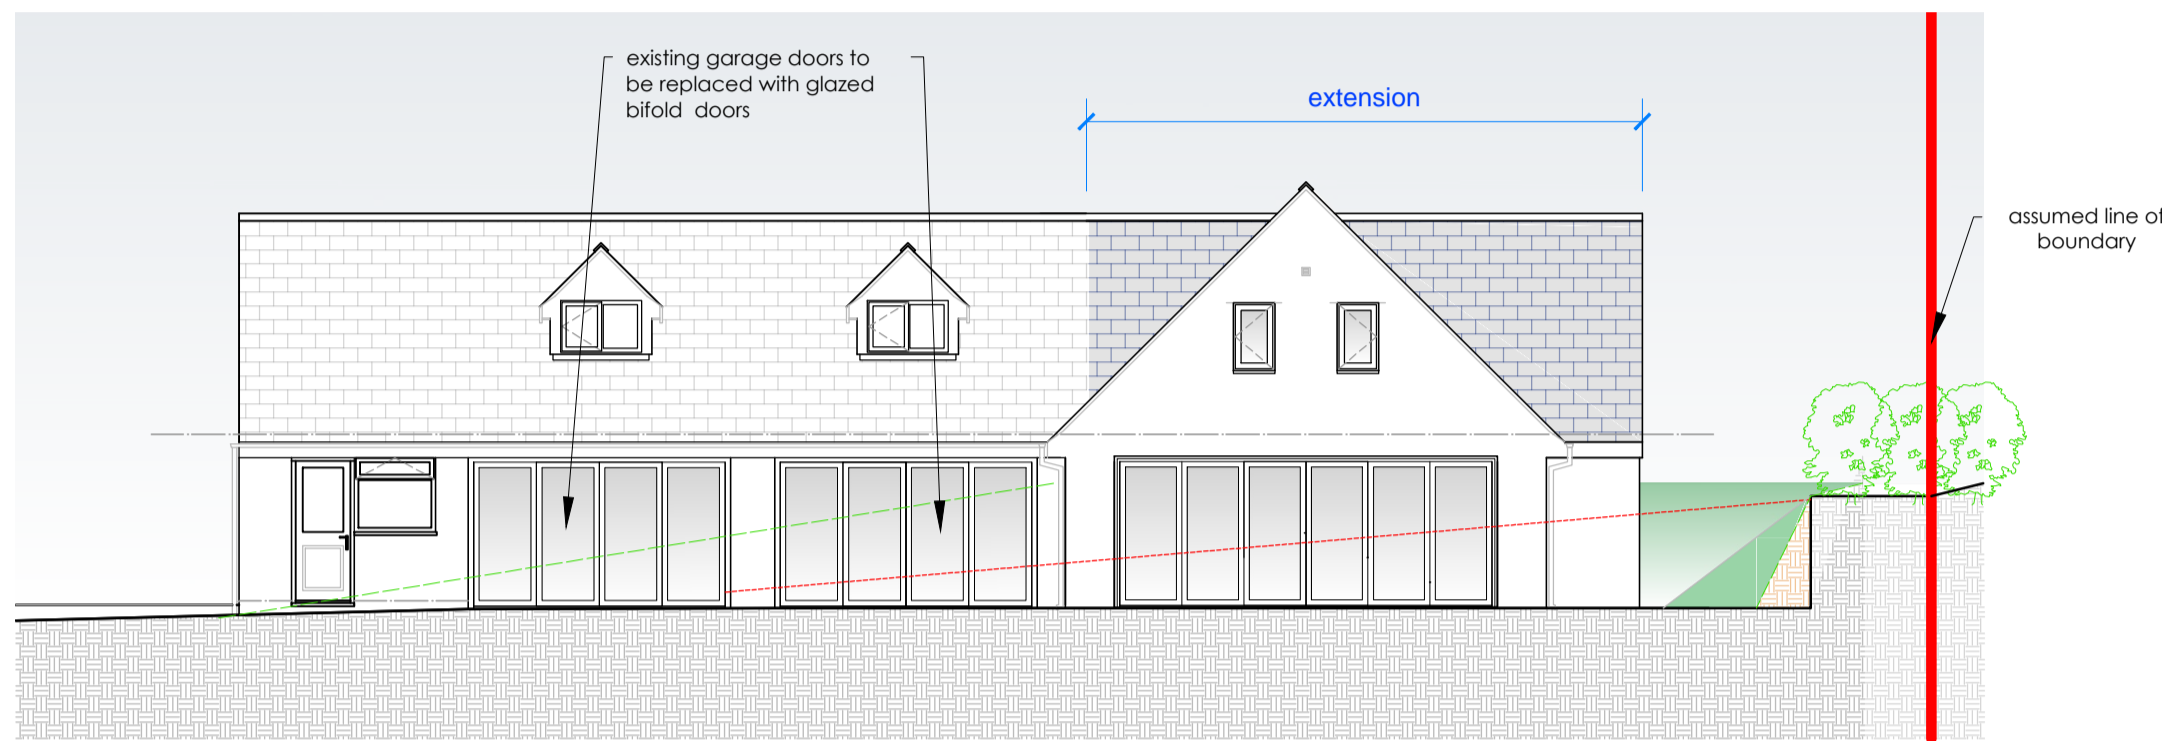 existing garage doors to
be replaced with glazed
bifold doors
extension
assumed line of
boundary